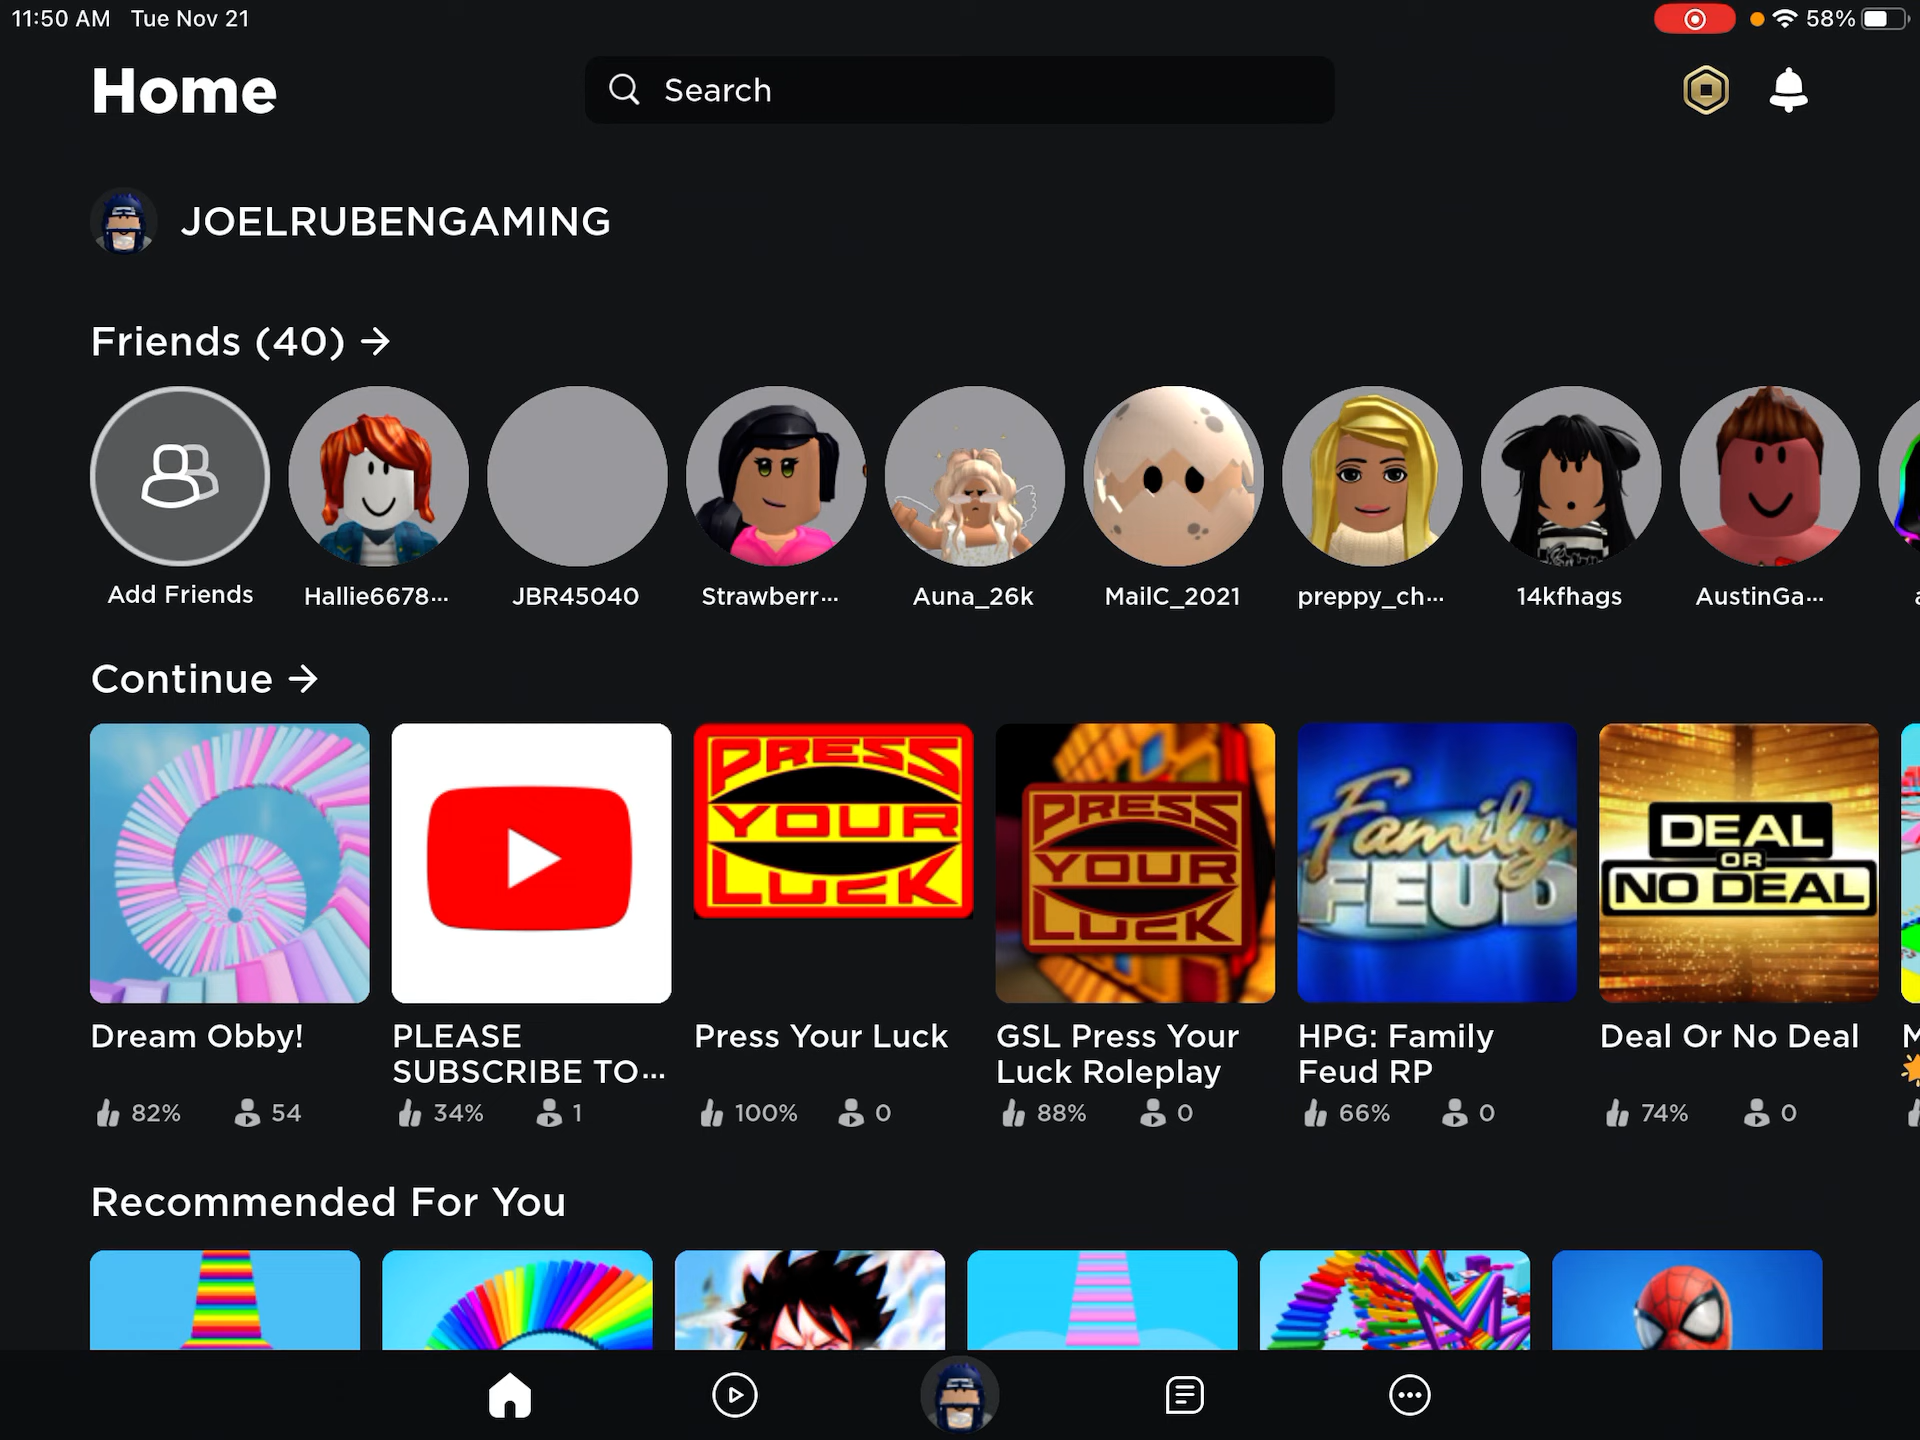 11:50 AM Tue Nov 21
58%
Home
Search
JOELRUBENGAMING
Friends (40) →
Add Friends
Hallie6678...
JBR45040
Strawberr...
Auna_26k
MailC_2021
preppy_ch...
14kfhags
AustinGa...
Continue →
PRESS
YOUR
LUCK
PRESS
YOUR
LUCK
Family
FEUD
DEAL
OR
NO DEAL
Dream Obby!
82% 54
PLEASE
SUBSCRIBE TO...
34% 1
Press Your Luck
100% 0
GSL Press Your
Luck Roleplay
88% 0
HPG: Family
Feud RP
66% 0
Deal Or No Deal
74% 0
Recommended For You